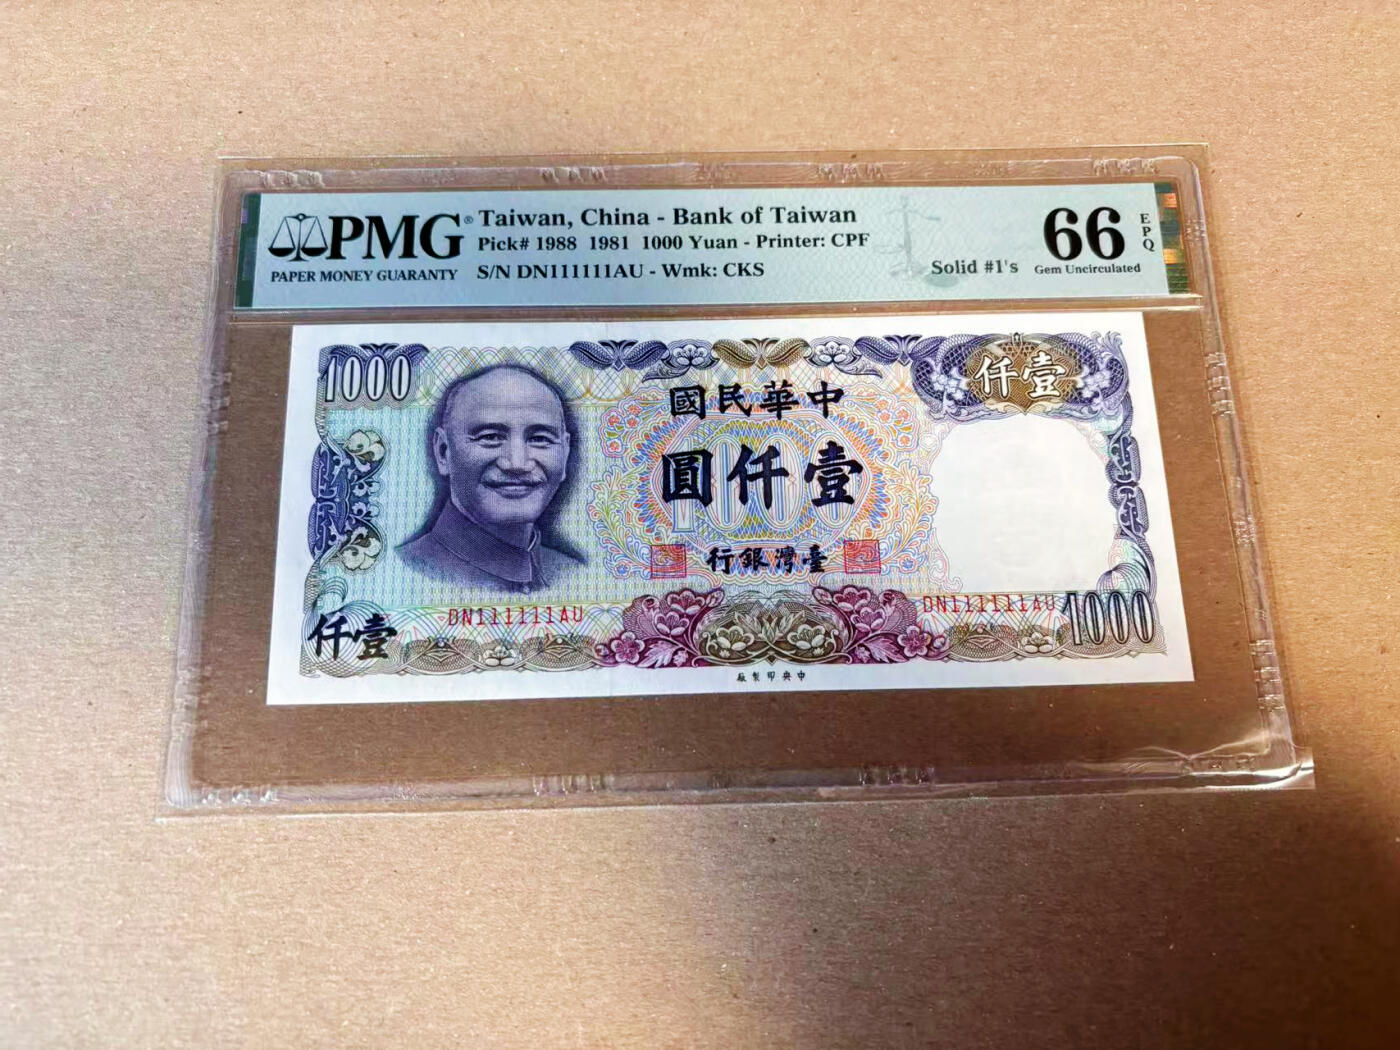 PMG® Taiwan, China - Bank of Taiwan
Pick# 1988 1981 1000 Yuan - Printer: CPF
PAPER MONEY GUARANTY S/N DN111111AU - Wmk: CKS
Solid #1's
66 EPQ
Gem Uncirculated
1000
仟壹
國民華中
圓仟壹
行銀灣臺
DN111111AU
DN111111AU
仟壹
1000
廠製印央中